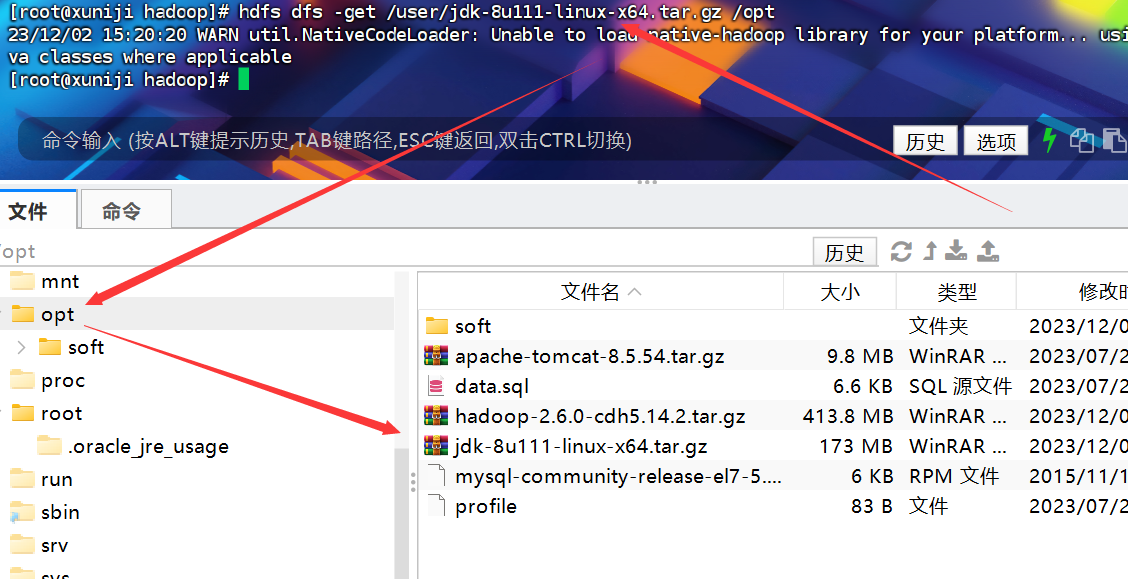 [root@xuniji hadoop]# hdfs dfs -get /user/jdk-8u111-linux-x64.tar.gz /opt
23/12/02 15:20:20 WARN util.NativeCodeLoader: Unable to load native-hadoop library for your platform... usi
va classes where applicable
[root@xuniji hadoop]#
命令输入 (按ALT键提示历史,TAB键路径,ESC键返回,双击CTRL切换)
历史 选项
文件 命令
/opt 历史
mnt
opt
soft
proc
root
.oracle_jre_usage
run
sbin
srv
sys
文件名 大小 类型 修改时
soft 文件夹 2023/12/0
apache-tomcat-8.5.54.tar.gz 9.8 MB WinRAR ... 2023/07/2
data.sql 6.6 KB SQL 源文件 2023/07/2
hadoop-2.6.0-cdh5.14.2.tar.gz 413.8 MB WinRAR ... 2023/07/2
jdk-8u111-linux-x64.tar.gz 173 MB WinRAR ... 2023/12/0
mysql-community-release-el7-5.... 6 KB RPM 文件 2015/11/1
profile 83 B 文件 2023/07/2